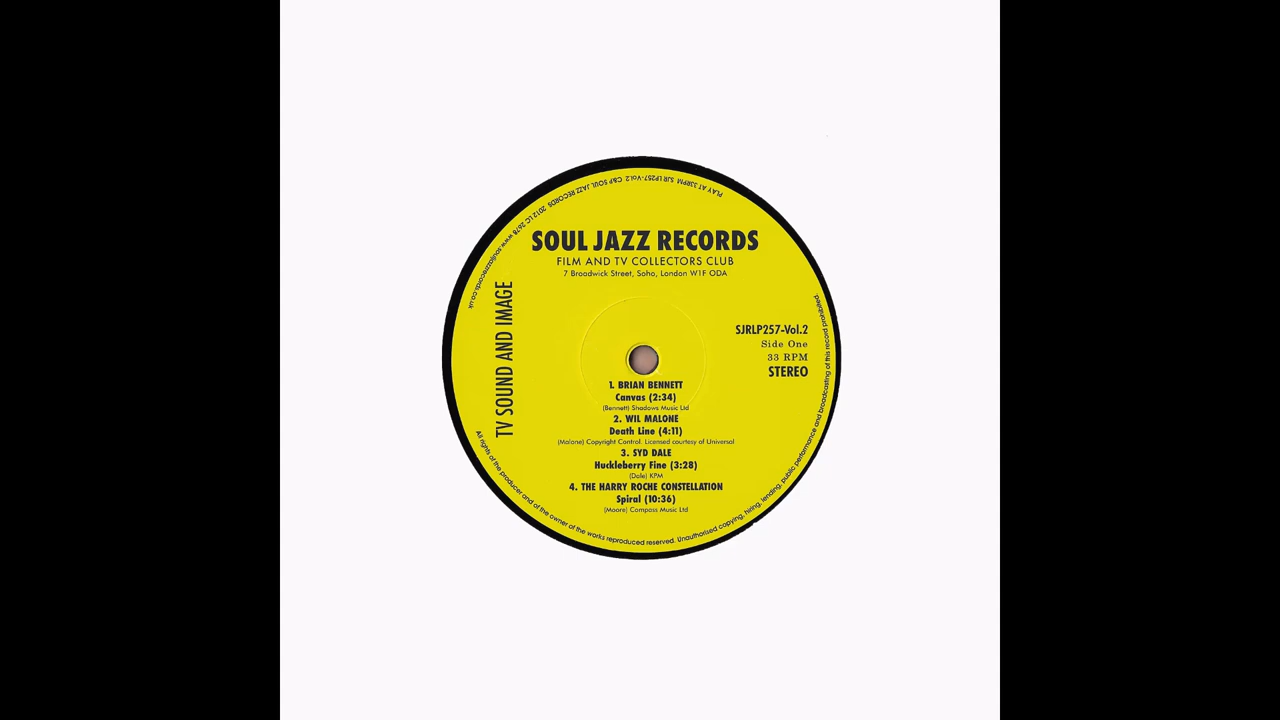 PLAY AT 33RPM SJR LP257-Vol.2 C&P SOUL JAZZ RECORDS 2012 LC 2678 www.souljazzrecords.co.uk
SOUL JAZZ RECORDS
FILM AND TV COLLECTORS CLUB
7 Broadwick Street, Soho, London W1F ODA
TV SOUND AND IMAGE
SJRLP257-Vol.2
Side One
33 RPM
STEREO
1. BRIAN BENNETT
Canvas (2:34)
(Bennett) Shadows Music Ltd
2. WIL MALONE
Death Line (4:11)
(Malone) Copyright Control. Licensed courtesy of Universal
3. SYD DALE
Huckleberry Fine (3:28)
(Dale) KPM
4. THE HARRY ROCHE CONSTELLATION
Spiral (10:36)
(Moore) Compass Music Ltd
All rights of the producer and of the owner of the works reproduced reserved. Unauthorised copying, hiring, lending, public performance and broadcasting of this record prohibited.